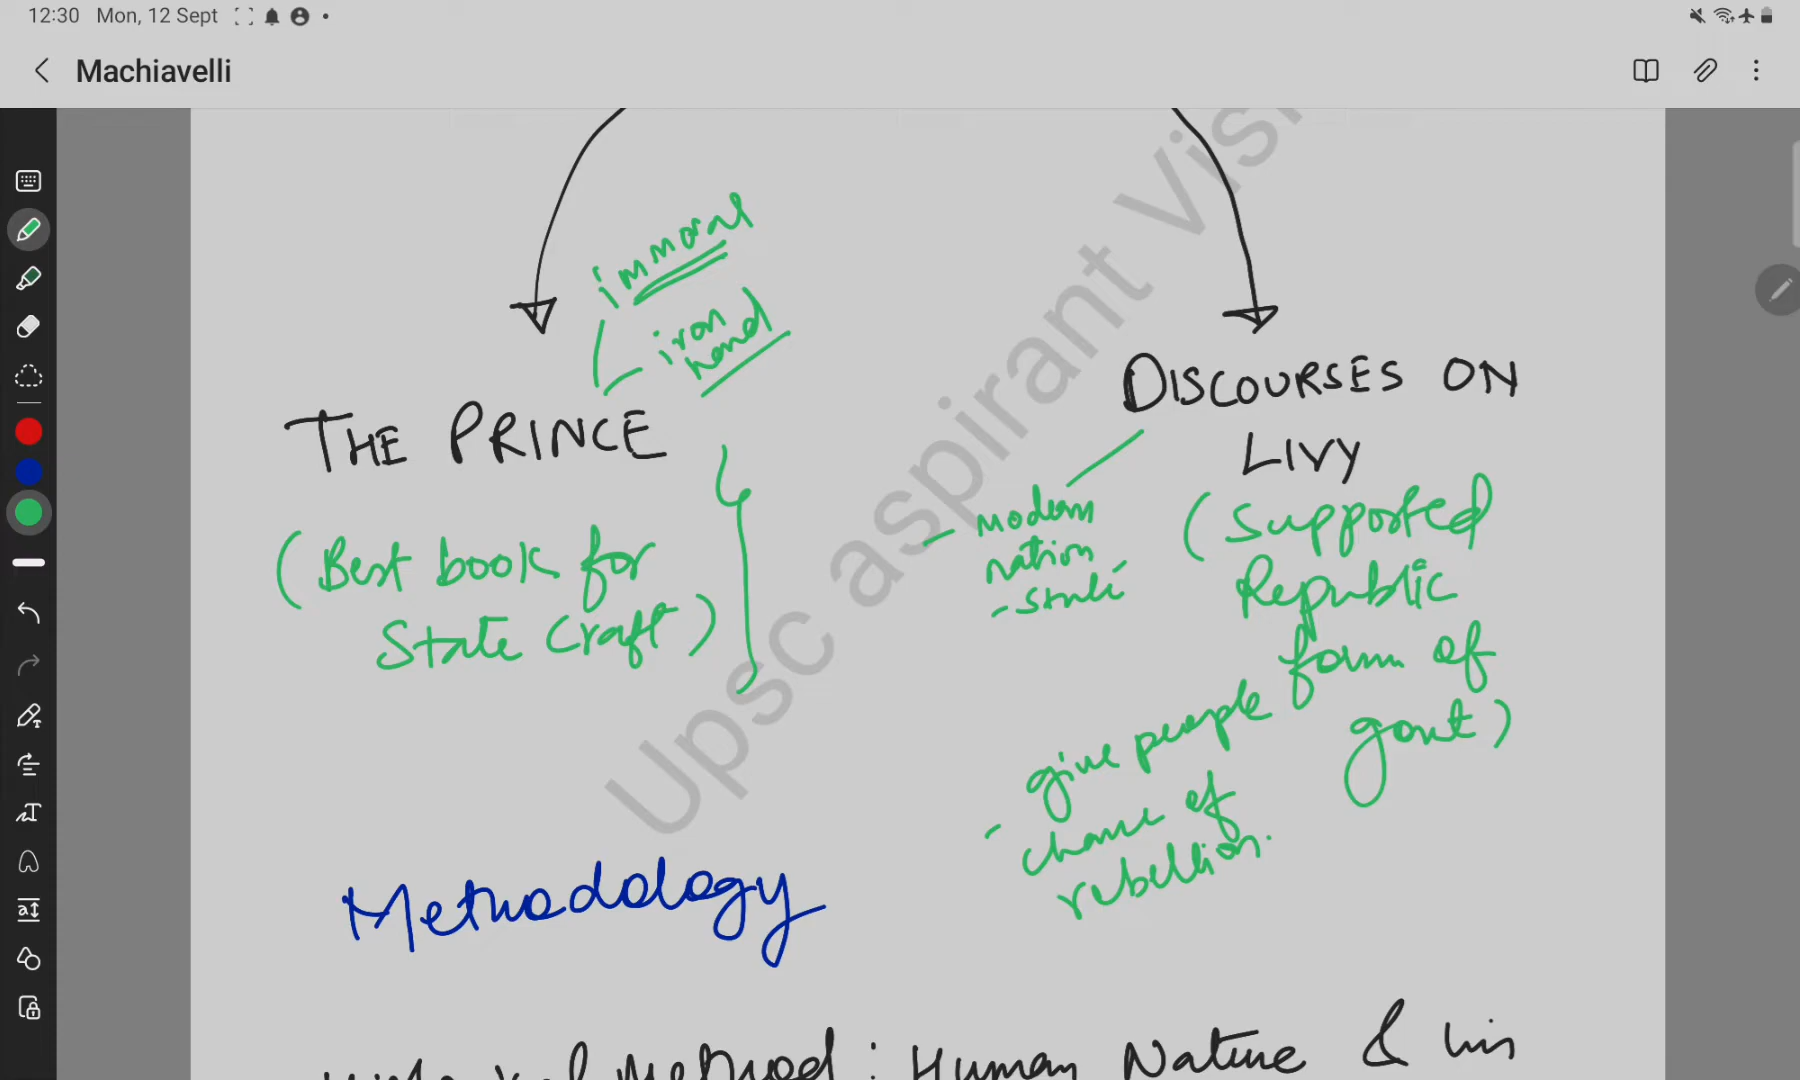 12:30 Mon, 12 Sept
Machiavelli
immoral
iron
hand
THE PRINCE
(Best book for
State Craft)
DISCOURSES ON
LIVY
- modern
nation
- state
(Supported
Republic
form of
govt)
- give people
chance of
rebellion.
Upsc aspirant Visi
Methodology
Method : Human Nature & his